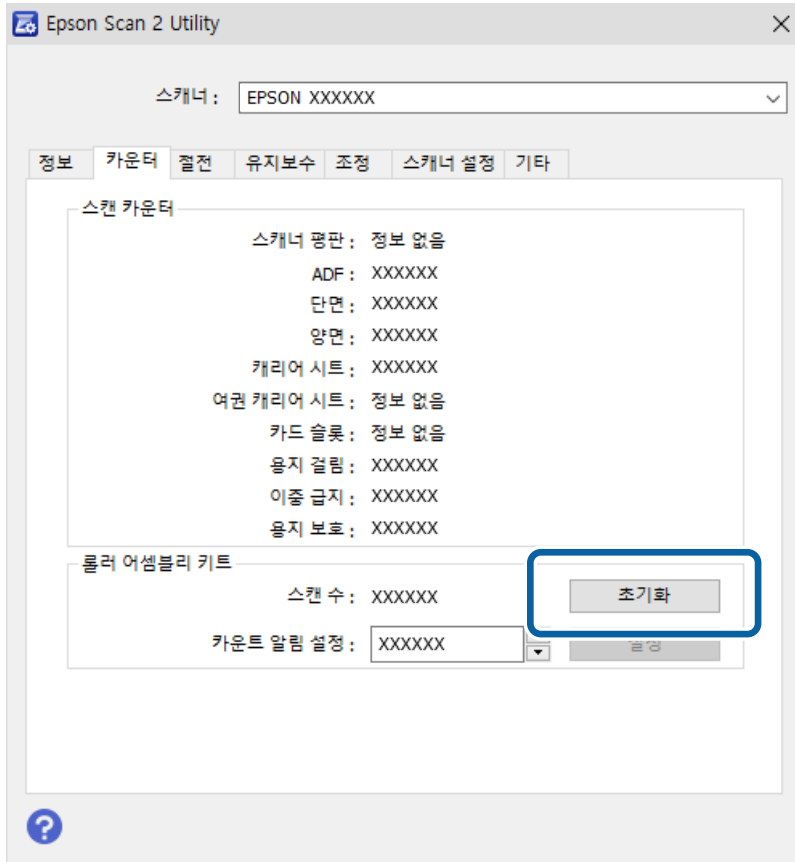 Epson Scan 2 Utility
스캐너 : EPSON XXXXXX
정보 카운터 절전 유지보수 조정 스캐너 설정 기타
스캔 카운터
스캐너 평판 : 정보 없음
ADF : XXXXXX
단면 : XXXXXX
양면 : XXXXXX
캐리어 시트 : XXXXXX
여권 캐리어 시트 : 정보 없음
카드 슬롯 : 정보 없음
용지 걸림 : XXXXXX
이중 급지 : XXXXXX
용지 보호 : XXXXXX
롤러 어셈블리 키트
스캔 수 : XXXXXX 초기화
카운트 알림 설정 : XXXXXX